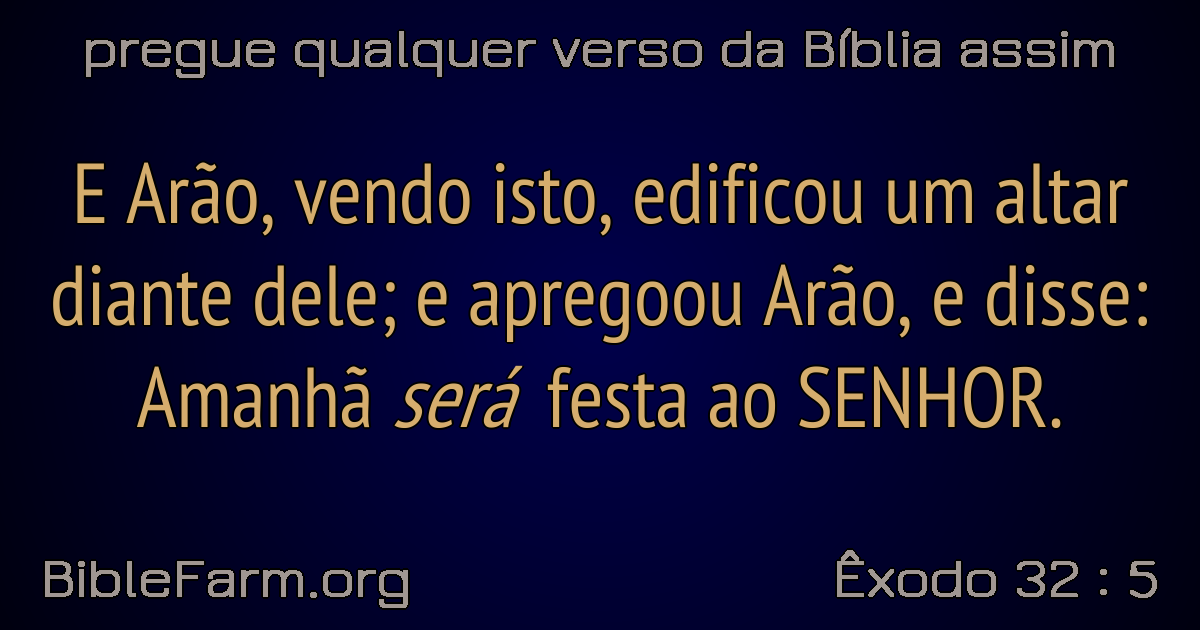 pregue qualquer verso da Bíblia assim
E Arão, vendo isto, edificou um altar
diante dele; e apregoou Arão, e disse:
Amanhã será festa ao SENHOR.
BibleFarm.org
Êxodo 32 : 5